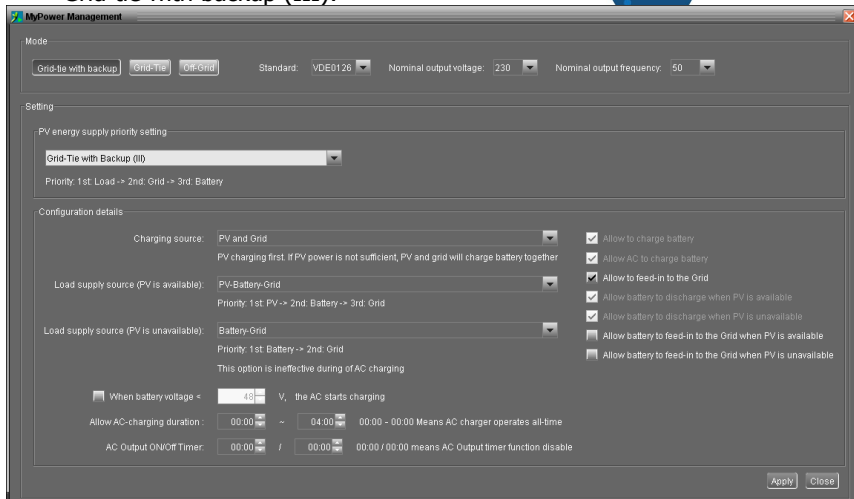 Grid-tie with backup (III):
MyPower Management
Mode
Grid-tie with backup Grid-Tie Off-Grid Standard: VDE0126 Nominal output voltage: 230 Nominal output frequency: 50
Setting
PV energy supply priority setting
Grid-Tie with Backup (III)
Priority: 1st: Load -> 2nd: Grid -> 3rd: Battery
Configuration details
Charging source: PV and Grid
PV charging first. If PV power is not sufficient, PV and grid will charge battery together
Load supply source (PV is available): PV-Battery-Grid
Priority: 1st: PV -> 2nd: Battery -> 3rd: Grid
Load supply source (PV is unavailable): Battery-Grid
Priority: 1st: Battery -> 2nd: Grid
This option is ineffective during of AC charging
When battery voltage < 48 V, the AC starts charging
Allow AC-charging duration : 00:00 ~ 04:00 00:00 - 00:00 Means AC charger operates all-time
AC Output ON/Off Timer: 00:00 / 00:00 00:00 / 00:00 means AC Output timer function disable
Allow to charge battery
Allow AC to charge battery
Allow to feed-in to the Grid
Allow battery to discharge when PV is available
Allow battery to discharge when PV is unavailable
Allow battery to feed-in to the Grid when PV is available
Allow battery to feed-in to the Grid when PV is unavailable
Apply Close